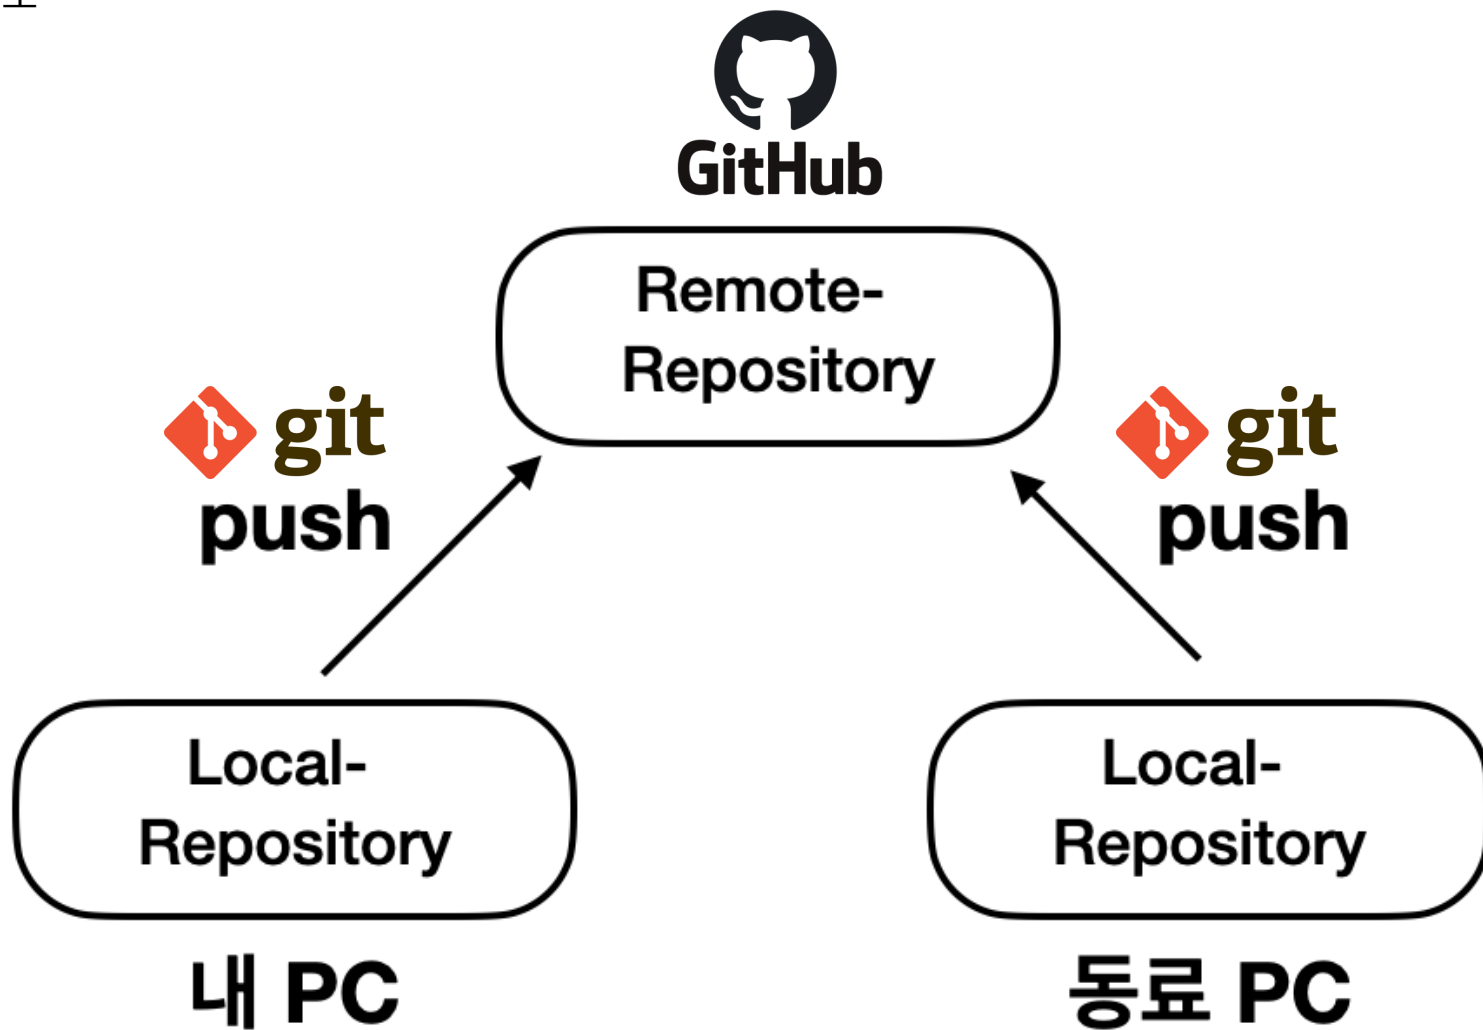 GitHub
Remote-
Repository
git
push
git
push
Local-
Repository
Local-
Repository
내 PC
동료 PC